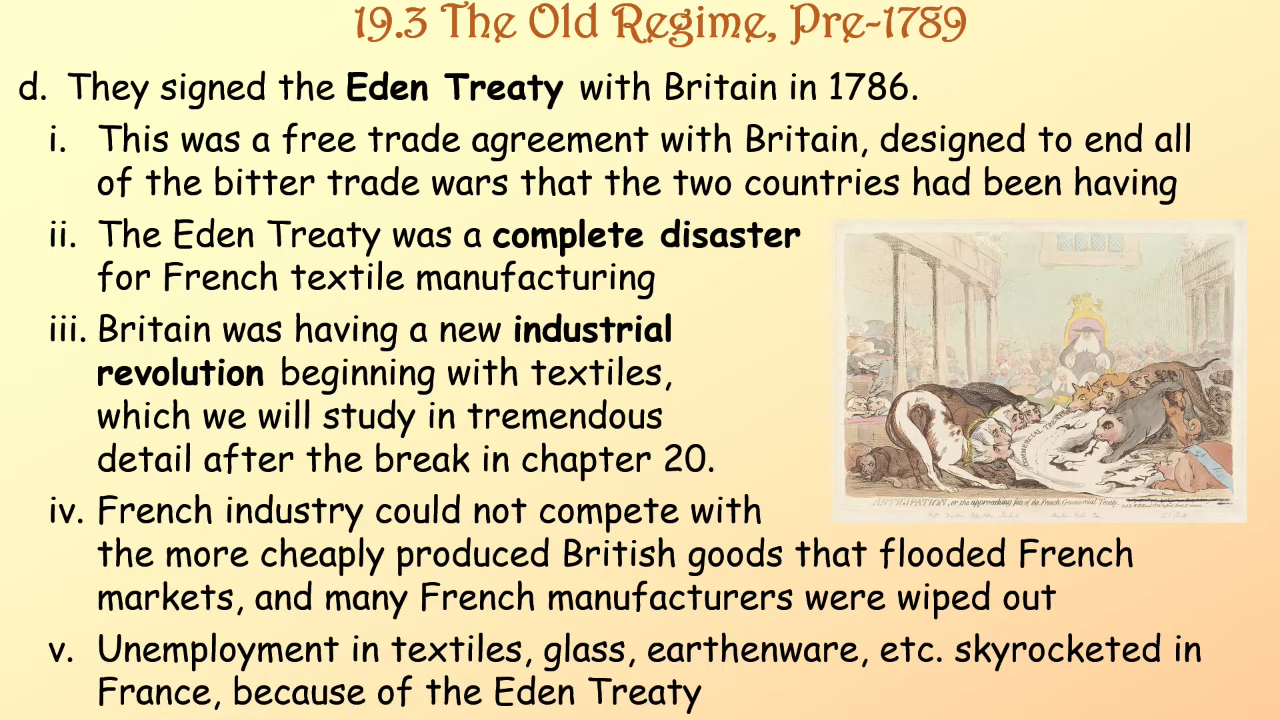 19.3 The Old Regime, Pre-1789
d. They signed the Eden Treaty with Britain in 1786.
i. This was a free trade agreement with Britain, designed to end all
of the bitter trade wars that the two countries had been having
ii. The Eden Treaty was a complete disaster
for French textile manufacturing
iii. Britain was having a new industrial
revolution beginning with textiles,
which we will study in tremendous
detail after the break in chapter 20.
COMMERCIAL TREATY
ANTICIPATION, or the approaching fate of the French Commercial Treaty.
iv. French industry could not compete with
the more cheaply produced British goods that flooded French
markets, and many French manufacturers were wiped out
v. Unemployment in textiles, glass, earthenware, etc. skyrocketed in
France, because of the Eden Treaty